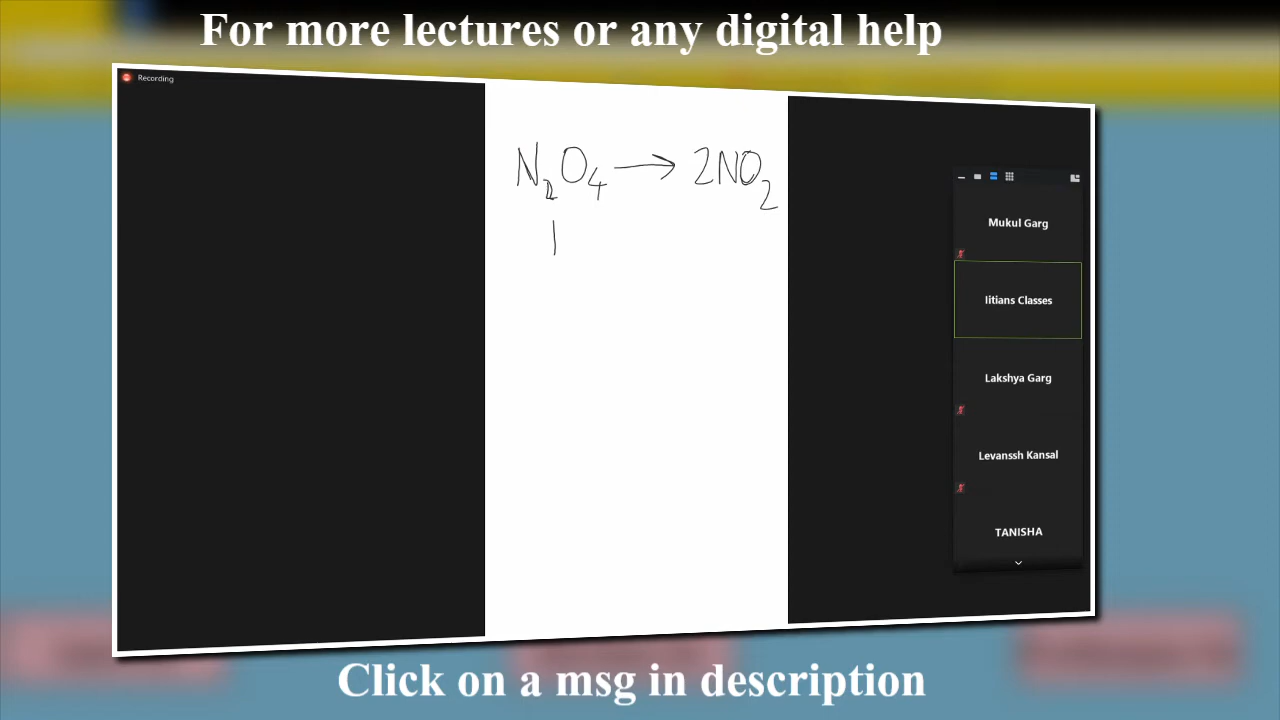 For more lectures or any digital help
Recording
N₂O₄ → 2NO₂
1
Mukul Garg
Iitians Classes
Lakshya Garg
Levanssh Kansal
TANISHA
Click on a msg in description